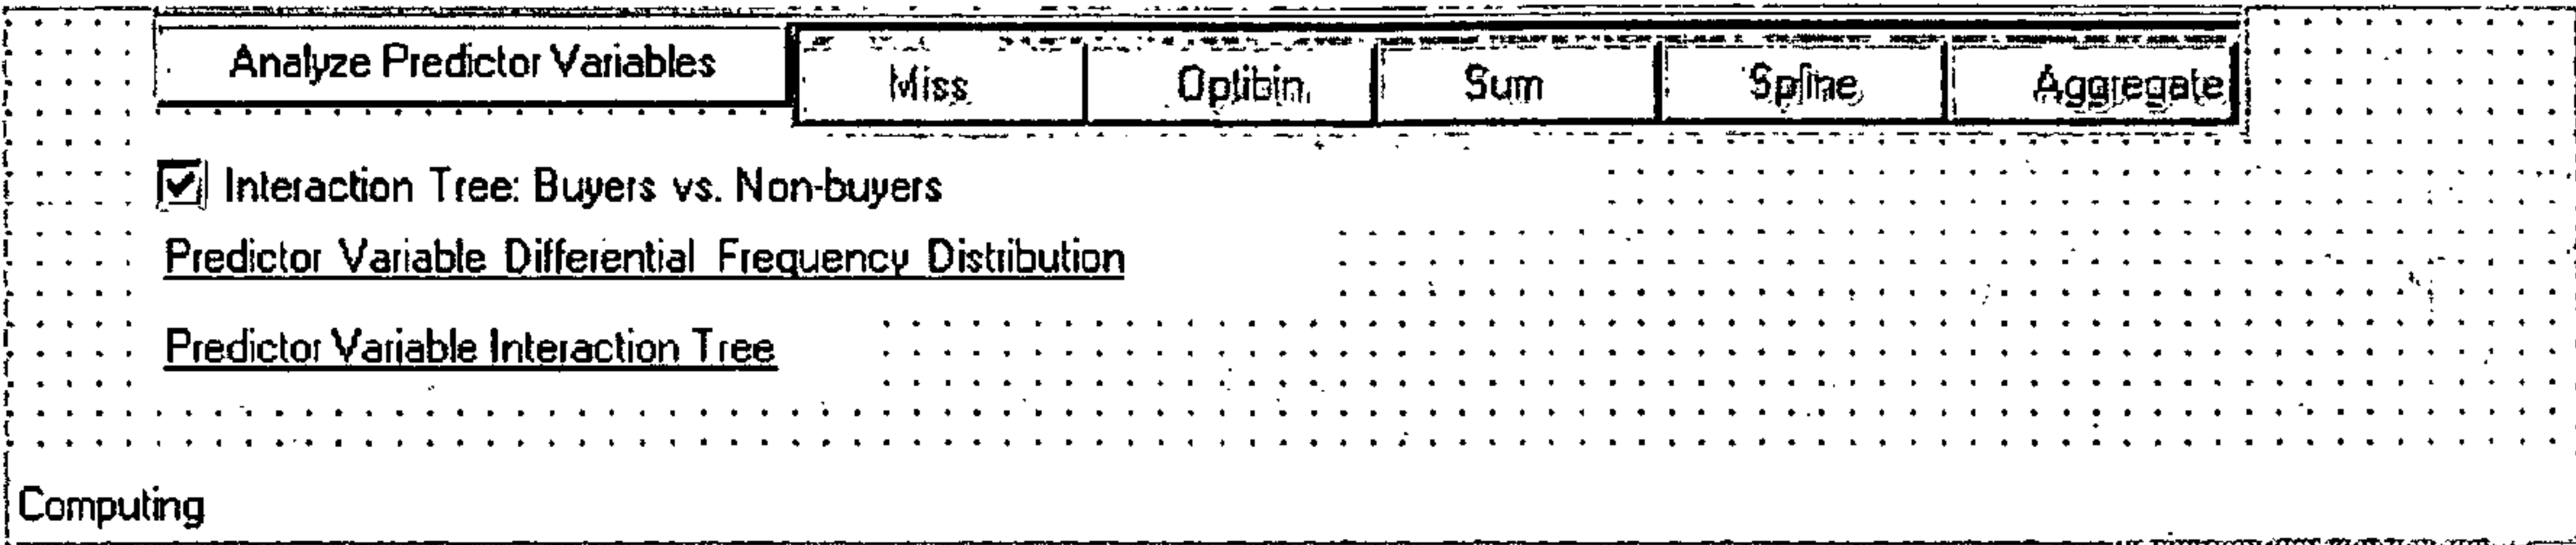 Analyze Predictor Variables Miss Optibin Sum Spline Aggregate
Interaction Tree: Buyers vs. Non-buyers
Predictor Variable Differential Frequency Distribution
Predictor Variable Interaction Tree
Computing